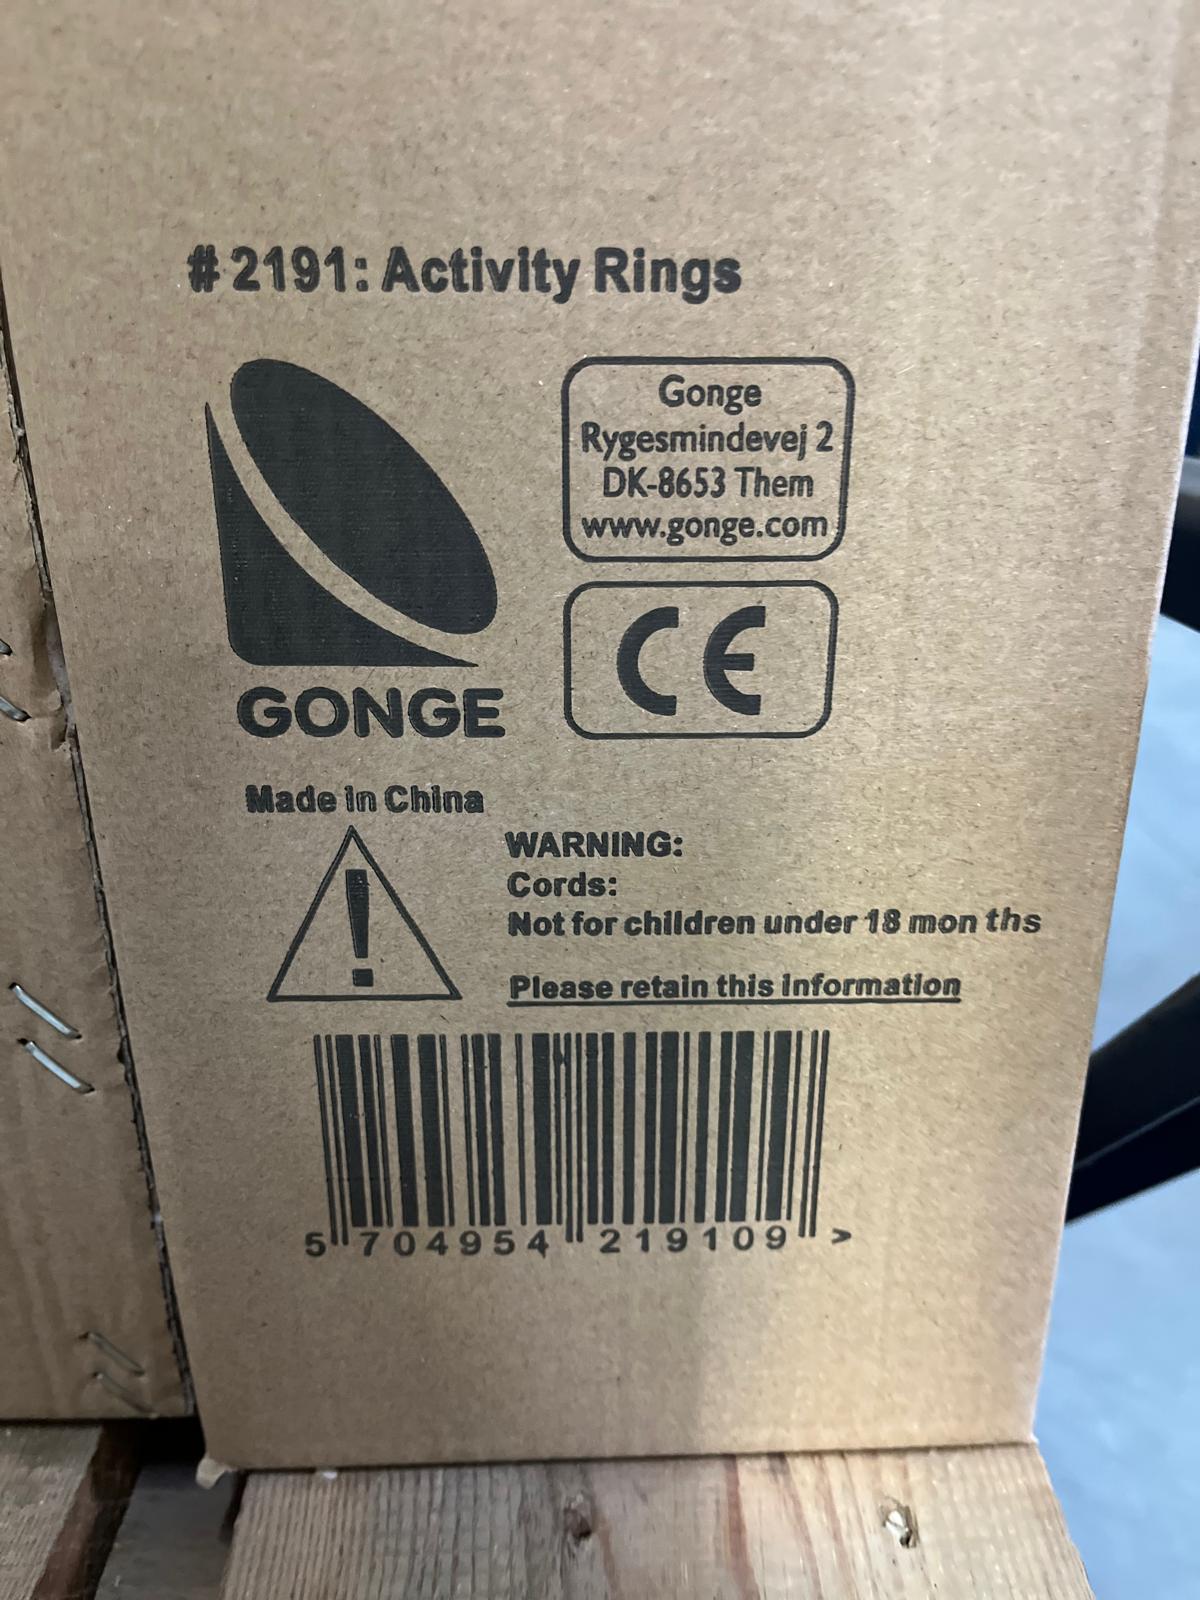 # 2191: Activity Rings
Gonge
Rygesmindevej 2
DK-8653 Them
www.gonge.com
CE
GONGE
Made in China
WARNING:
Cords:
Not for children under 18 mon ths
Please retain this information
5 704954 219109 >